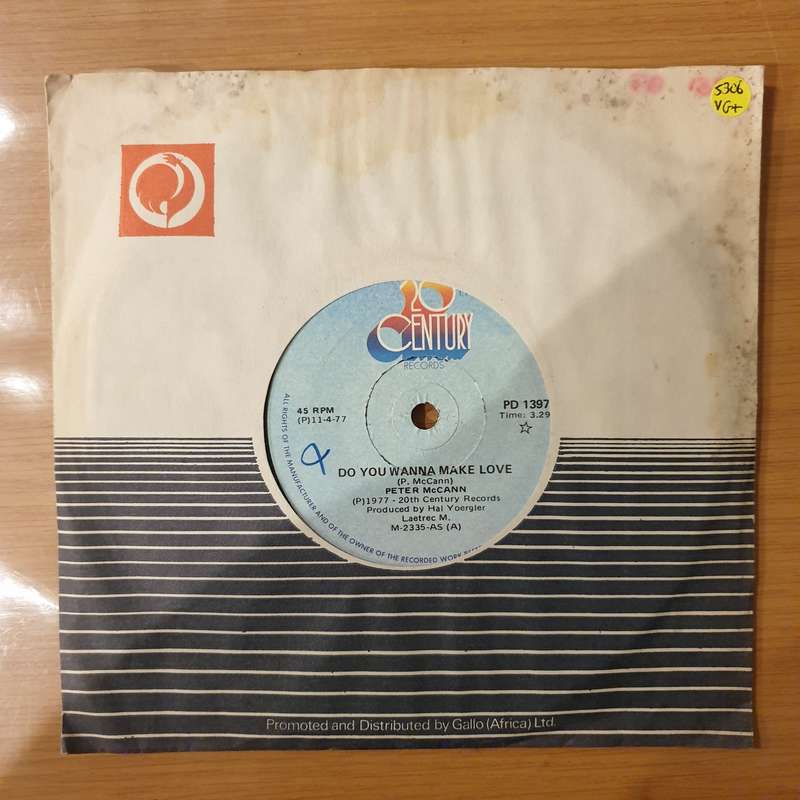 5306
VG+
20
CENTURY
RECORDS
45 RPM
(P)11-4-77
PD 1397
Time: 3.29
DO YOU WANNA MAKE LOVE
(P. McCann)
PETER McCANN
(P)1977 - 20th Century Records
Produced by Hal Yoergler
Laetrec M.
M-2335-AS (A)
ALL RIGHTS OF THE MANUFACTURER AND OF THE OWNER OF THE RECORDED WORK
Promoted and Distributed by Gallo (Africa) Ltd.